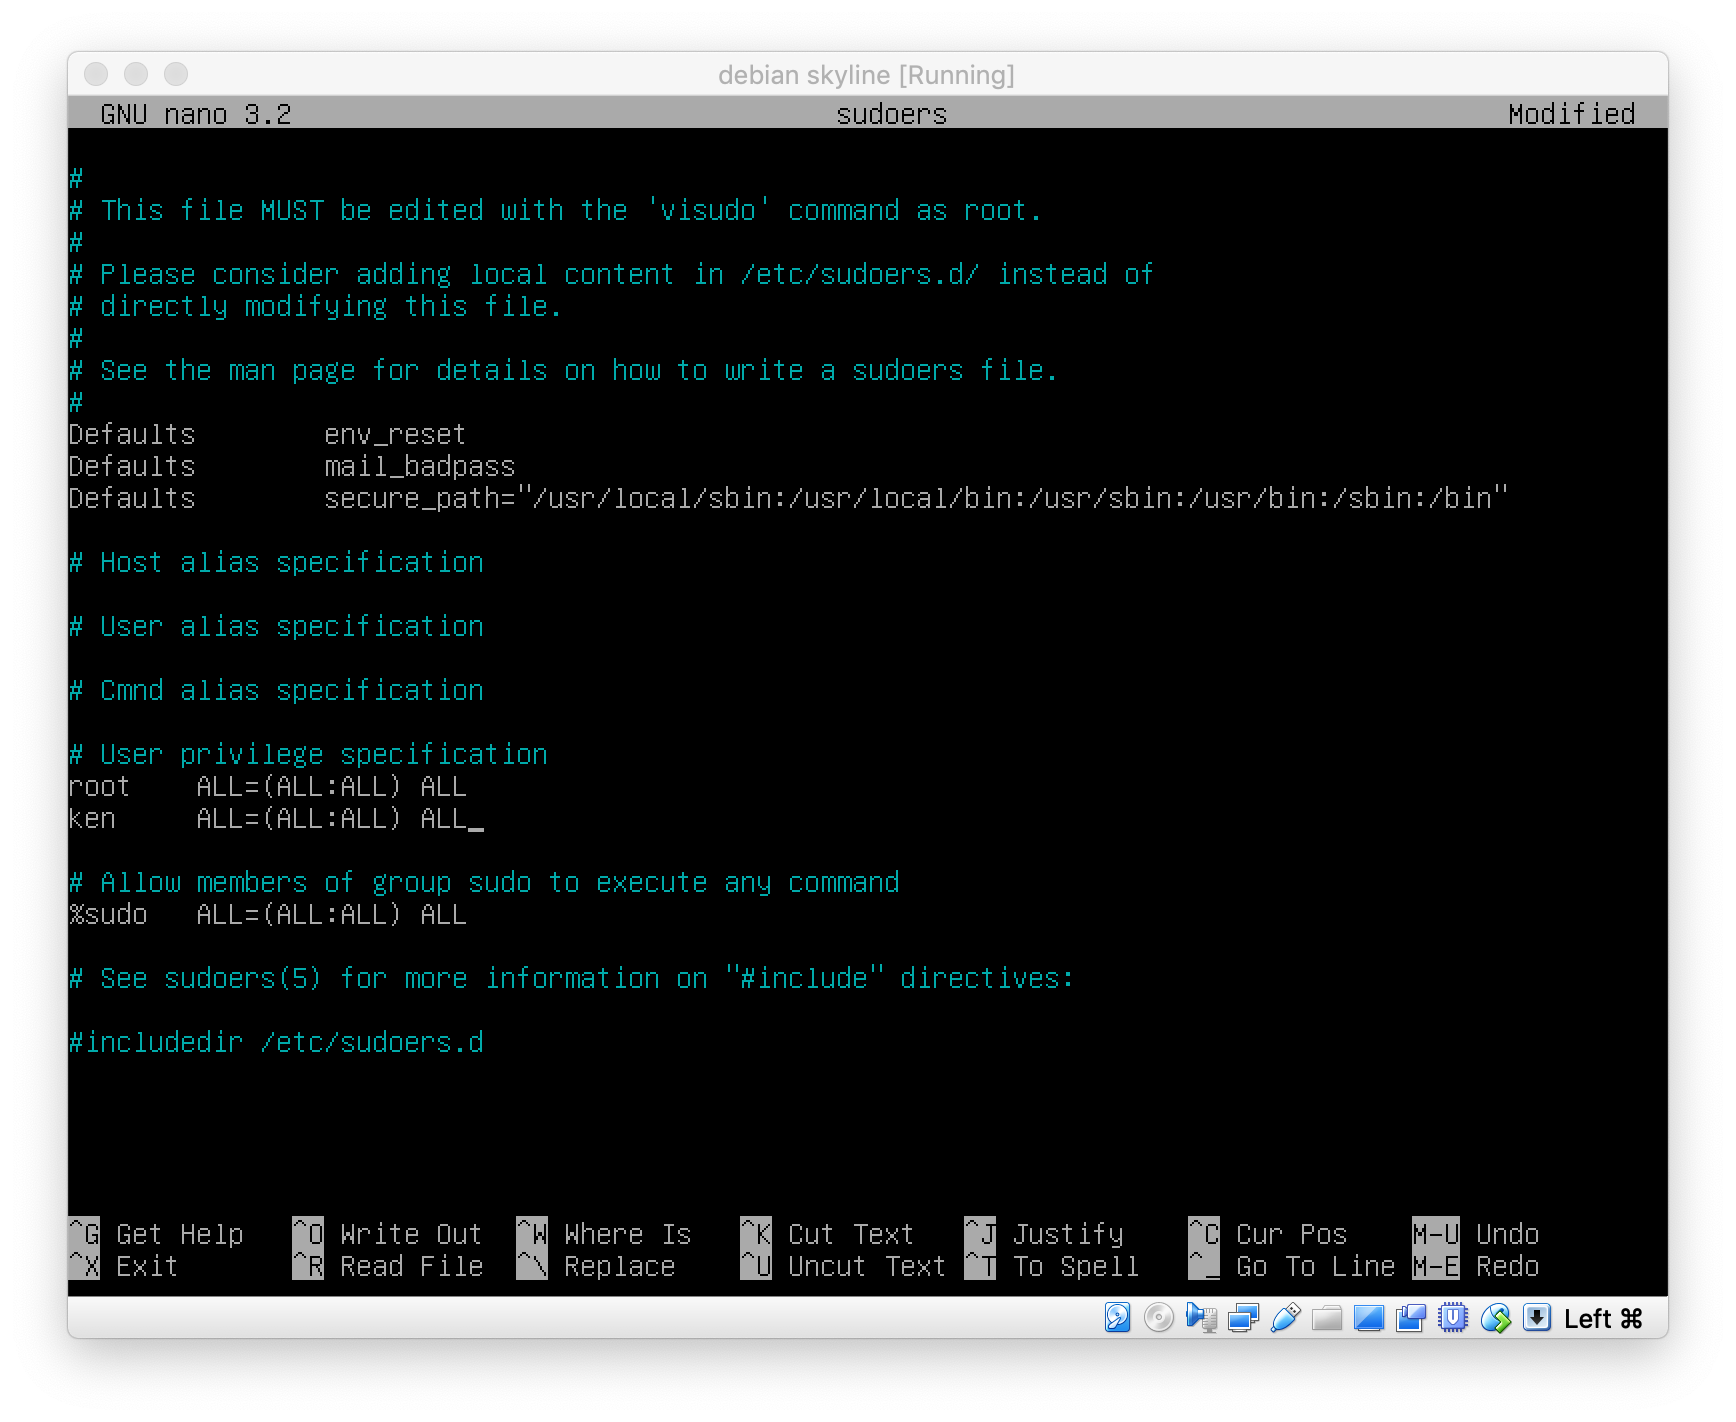 debian skyline [Running]
GNU nano 3.2 sudoers Modified
#
# This file MUST be edited with the 'visudo' command as root.
#
# Please consider adding local content in /etc/sudoers.d/ instead of
# directly modifying this file.
#
# See the man page for details on how to write a sudoers file.
#
Defaults        env_reset
Defaults        mail_badpass
Defaults        secure_path="/usr/local/sbin:/usr/local/bin:/usr/sbin:/usr/bin:/sbin:/bin"
# Host alias specification
# User alias specification
# Cmnd alias specification
# User privilege specification
root    ALL=(ALL:ALL) ALL
ken     ALL=(ALL:ALL) ALL_
# Allow members of group sudo to execute any command
%sudo   ALL=(ALL:ALL) ALL
# See sudoers(5) for more information on "#include" directives:
#includedir /etc/sudoers.d
^G Get Help   ^O Write Out  ^W Where Is   ^K Cut Text   ^J Justify    ^C Cur Pos    M-U Undo
^X Exit       ^R Read File  ^\ Replace    ^U Uncut Text ^T To Spell   ^_ Go To Line M-E Redo
Left ⌘